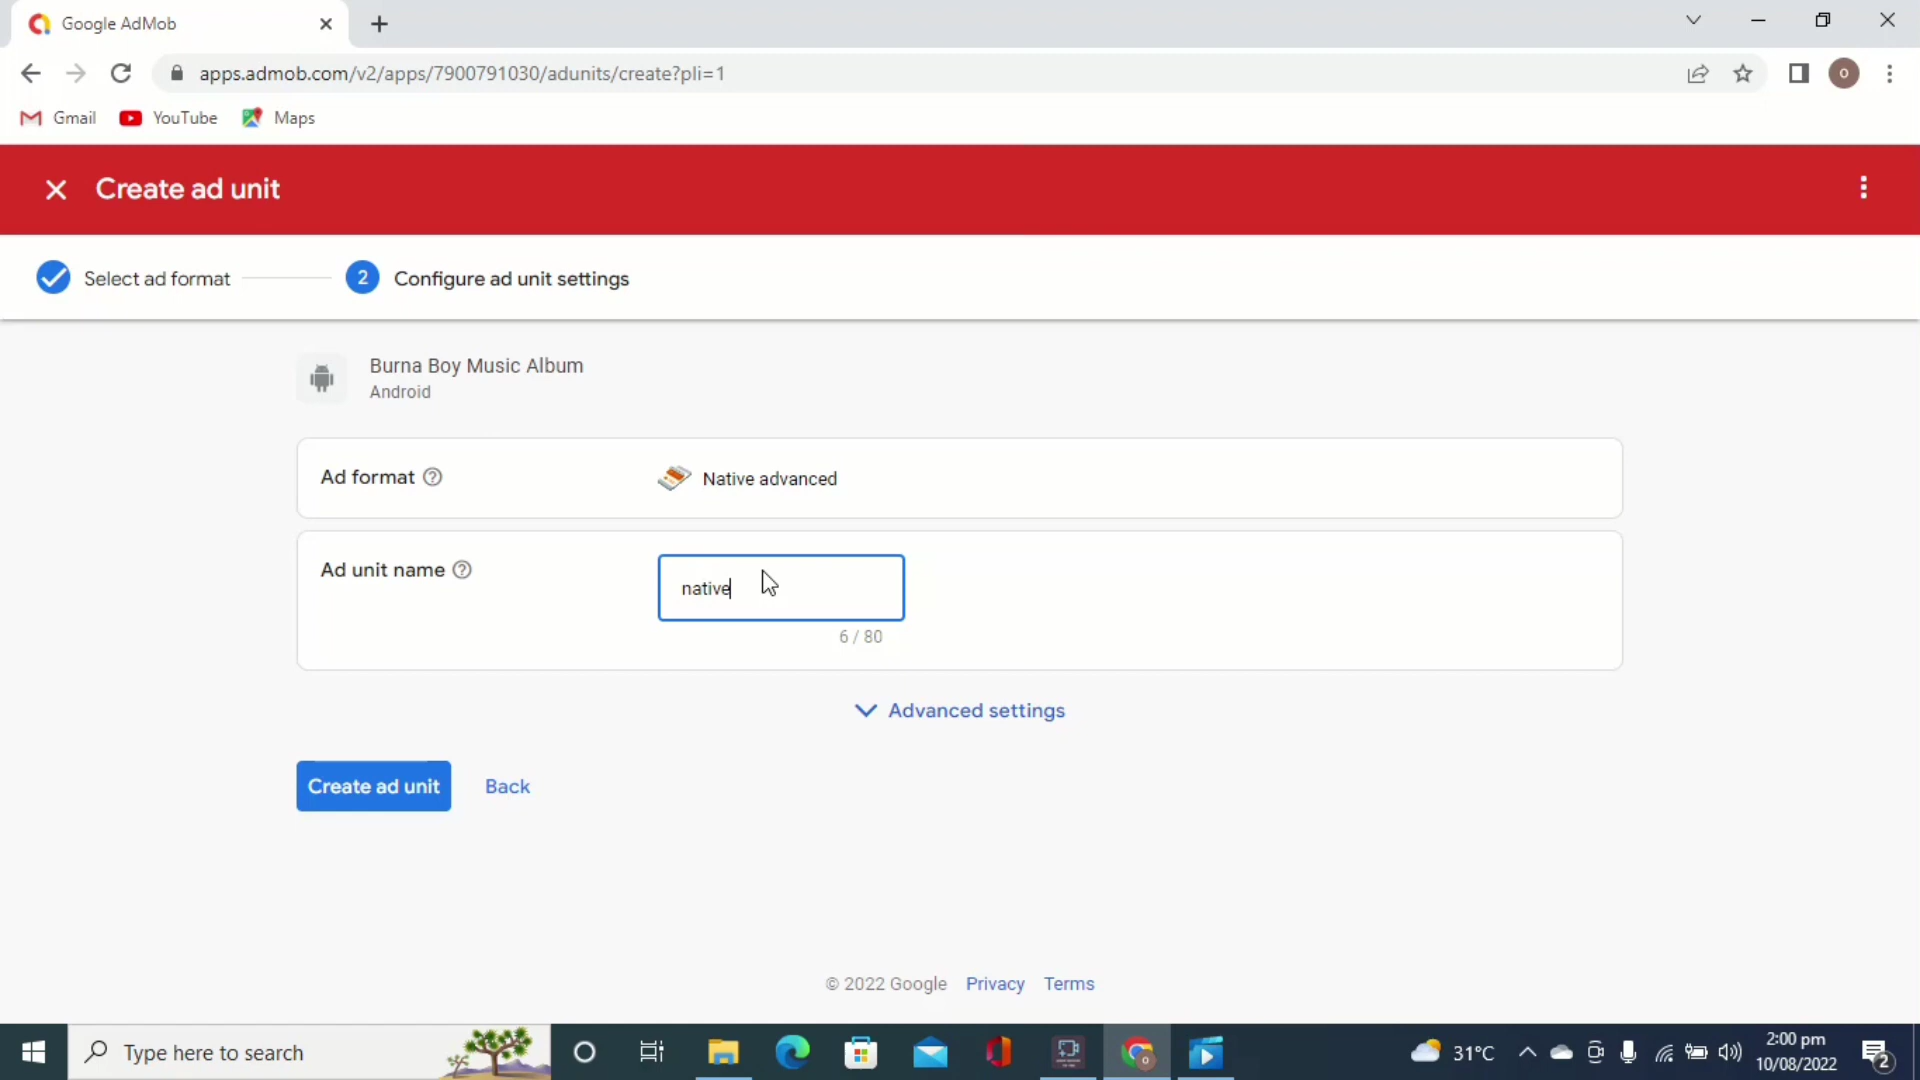 Google AdMob
apps.admob.com/v2/apps/7900791030/adunits/create?pli=1
O
Gmail YouTube Maps
Create ad unit
Select ad format 2 Configure ad unit settings
Burna Boy Music Album
Android
Ad format Native advanced
Ad unit name native
6 / 80
Advanced settings
Create ad unit Back
© 2022 Google Privacy Terms
Type here to search 31°C 2:00 pm
10/08/2022 2